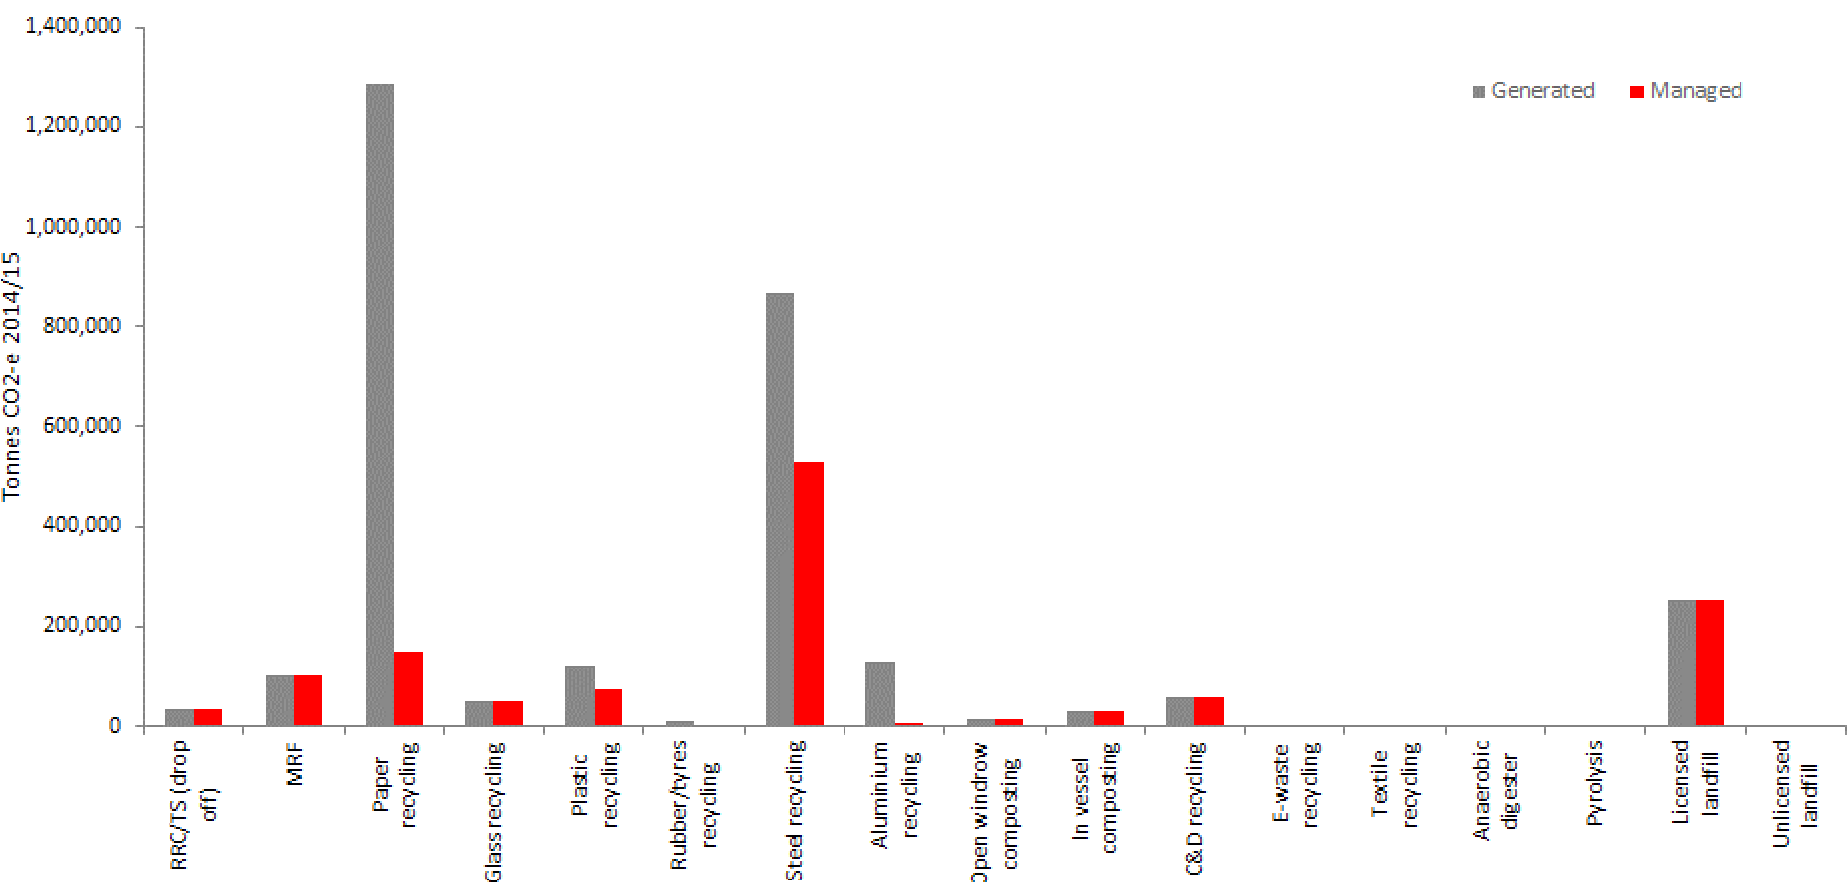 1,400,000
1,200,000
1,000,000
800,000
600,000
400,000
200,000
0
Tonnes CO2-e 2014/15
Generated
Managed
RRC/TS (drop
off)
MRF
Paper
recycling
Glass recycling
Plastic
recycling
Rubber/tyres
recycling
Steel recycling
Aluminium
recycling
Open windrow
composting
In vessel
composting
C&D recycling
E-waste
recycling
Textile
recycling
Anaerobic
digester
Pyrolysis
Licensed
landfill
Unlicensed
landfill